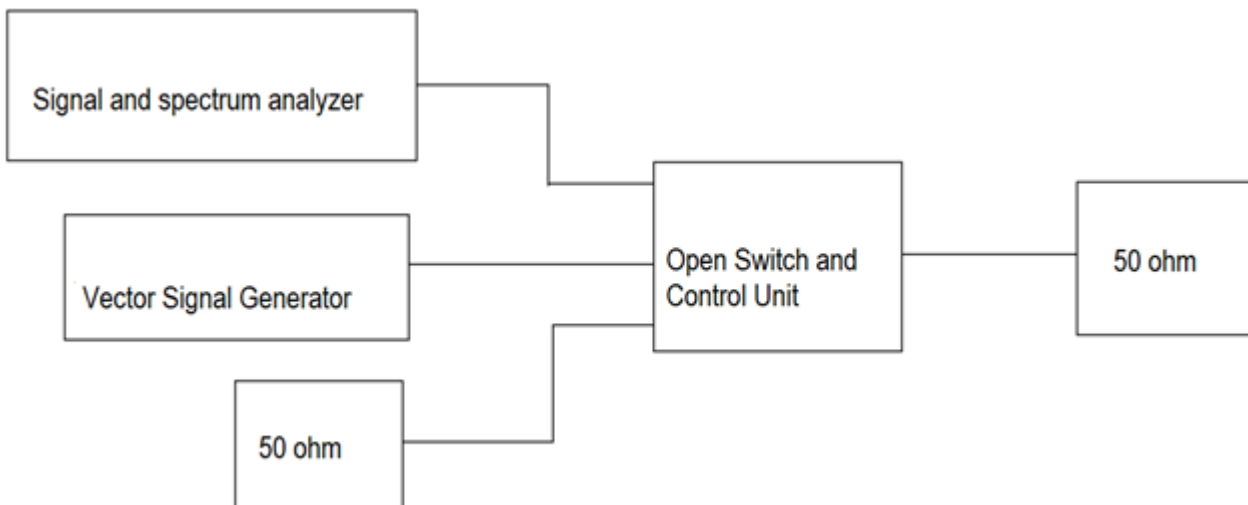 Signal and spectrum analyzer
Vector Signal Generator
50 ohm
Open Switch and
Control Unit
50 ohm